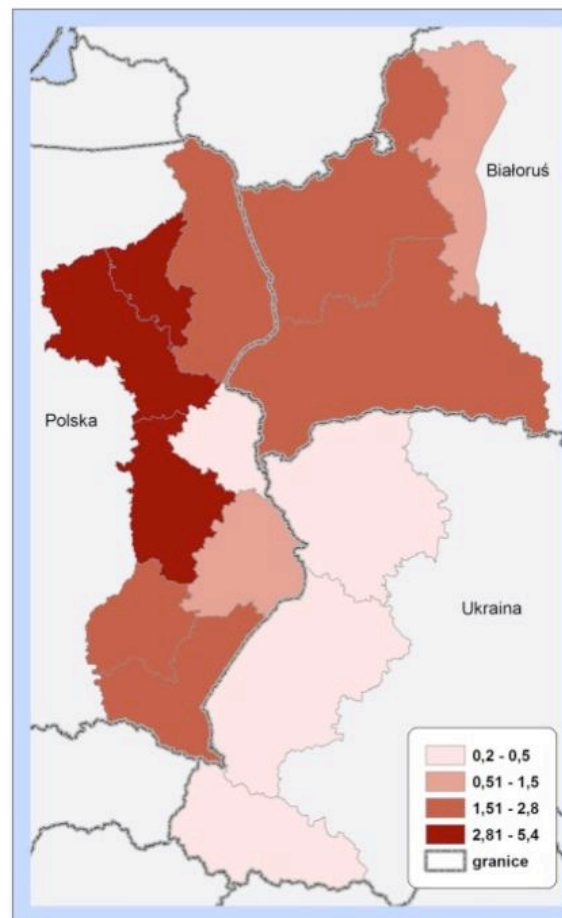 Białoruś
Polska
Ukraina
0,2 - 0,5
0,51 - 1,5
1,51 - 2,8
2,81 - 5,4
granice